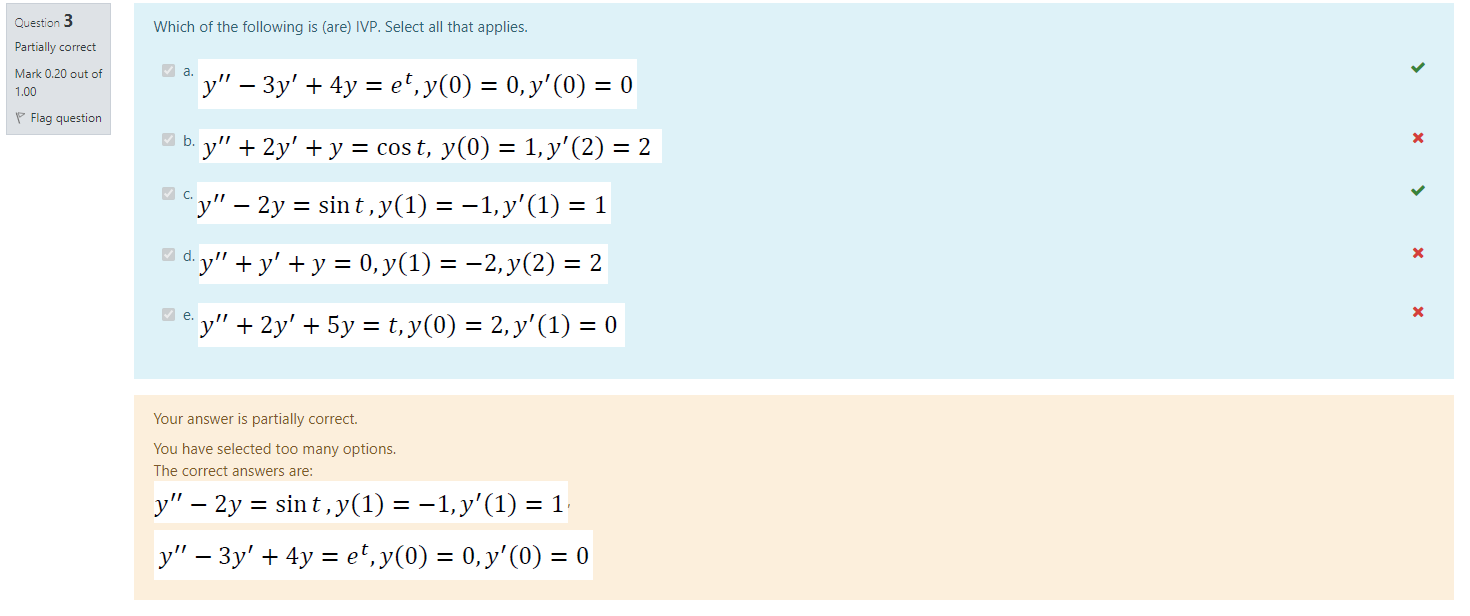 Question 3
Partially correct
Mark 0.20 out of
1.00
Flag question
Which of the following is (are) IVP. Select all that applies.
a. y′′ − 3y′ + 4y = eᵗ, y(0) = 0, y′(0) = 0
b. y′′ + 2y′ + y = cos t, y(0) = 1, y′(2) = 2
c. y′′ − 2y = sin t , y(1) = −1, y′(1) = 1
d. y′′ + y′ + y = 0, y(1) = −2, y(2) = 2
e. y′′ + 2y′ + 5y = t, y(0) = 2, y′(1) = 0
Your answer is partially correct.
You have selected too many options.
The correct answers are:
y′′ − 2y = sin t , y(1) = −1, y′(1) = 1,
y′′ − 3y′ + 4y = eᵗ, y(0) = 0, y′(0) = 0